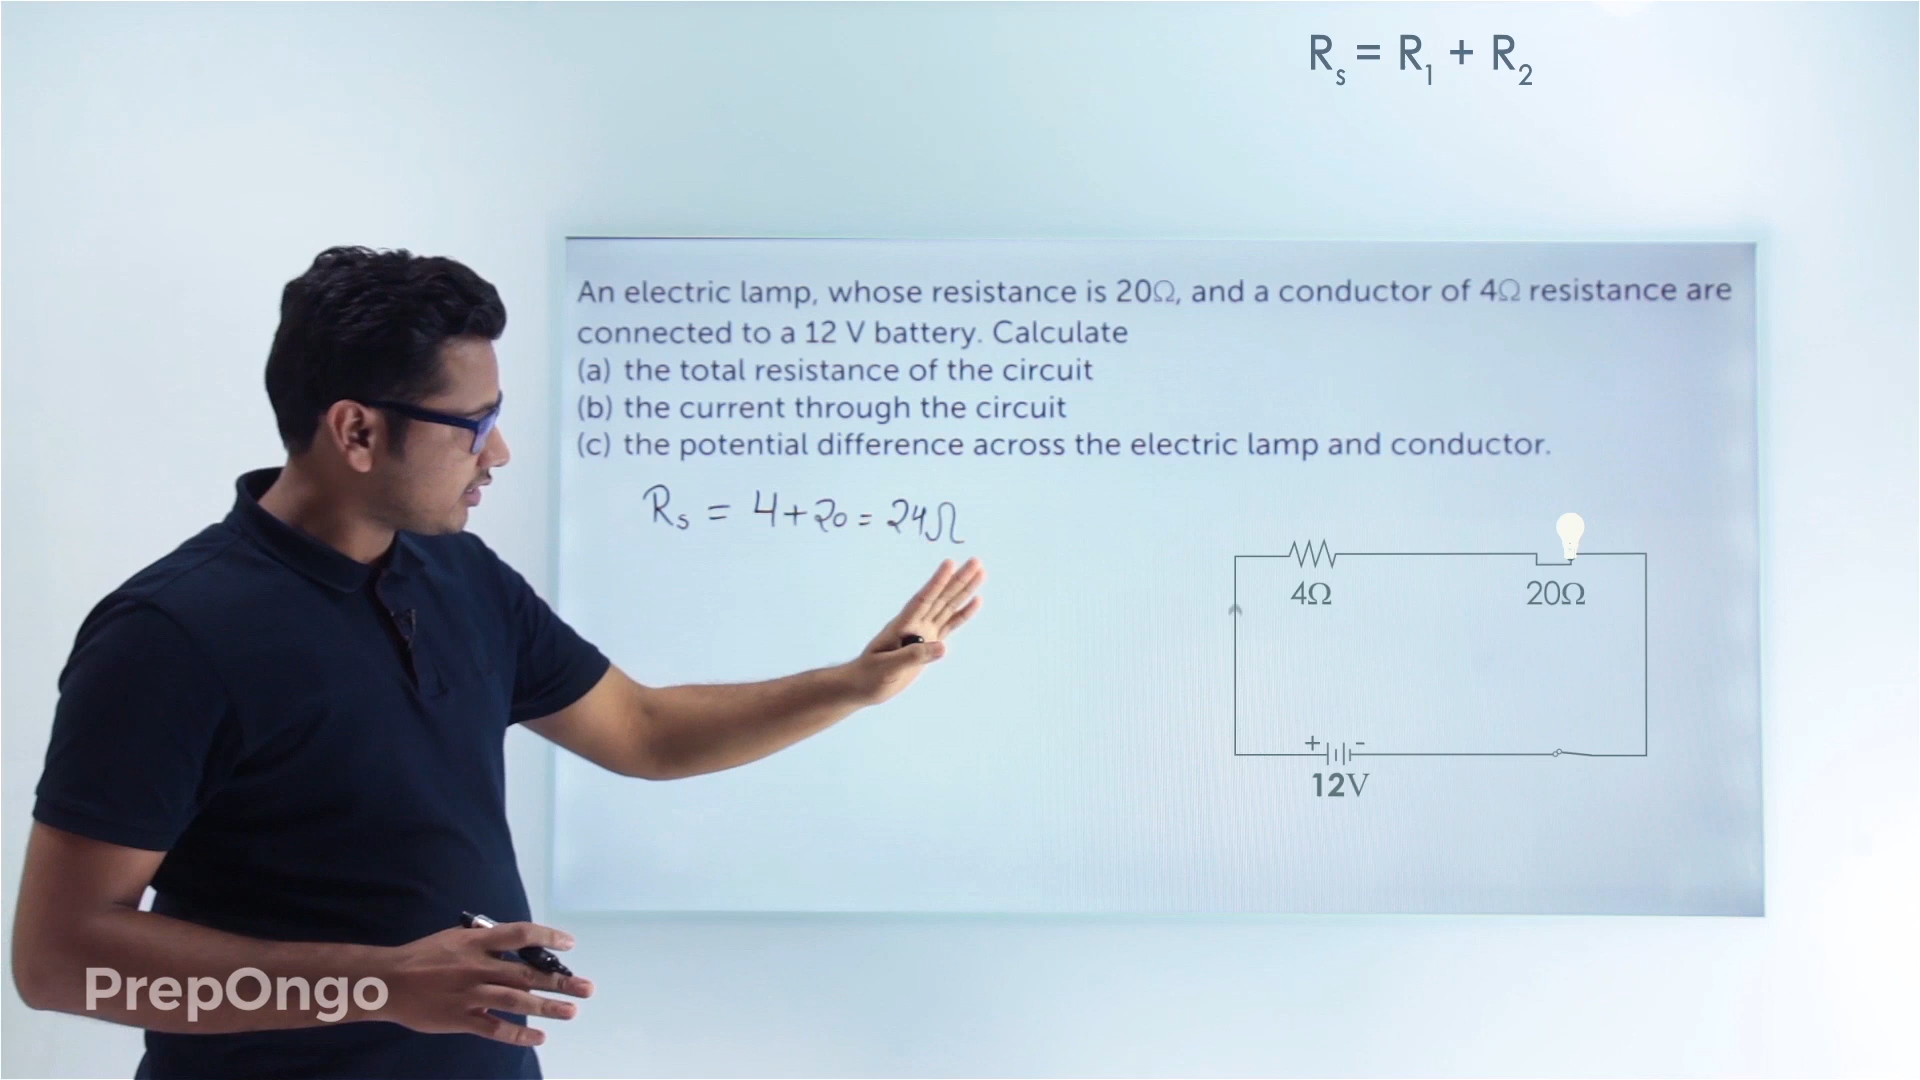 Rs = R1 + R2
An electric lamp, whose resistance is 20Ω, and a conductor of 4Ω resistance are
connected to a 12 V battery. Calculate
(a) the total resistance of the circuit
(b) the current through the circuit
(c) the potential difference across the electric lamp and conductor.
Rs = 4+20 = 24Ω
4Ω
20Ω
+ -
12V
PrepOngo